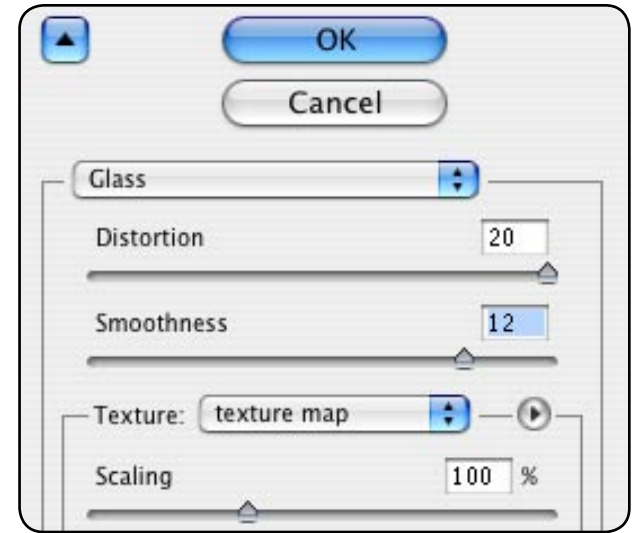 OK
Cancel
Glass
Distortion 20
Smoothness 12
Texture: texture map
Scaling 100 %